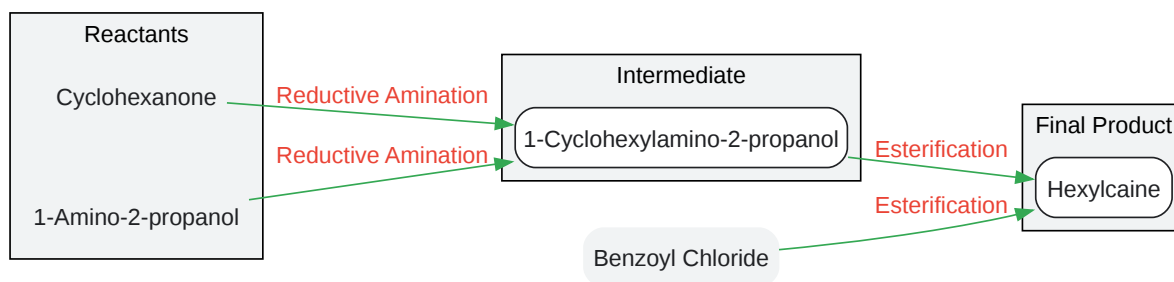 Reactants
Cyclohexanone
1-Amino-2-propanol
Reductive Amination
Reductive Amination
Intermediate
1-Cyclohexylamino-2-propanol
Benzoyl Chloride
Esterification
Esterification
Final Product
Hexylcaine